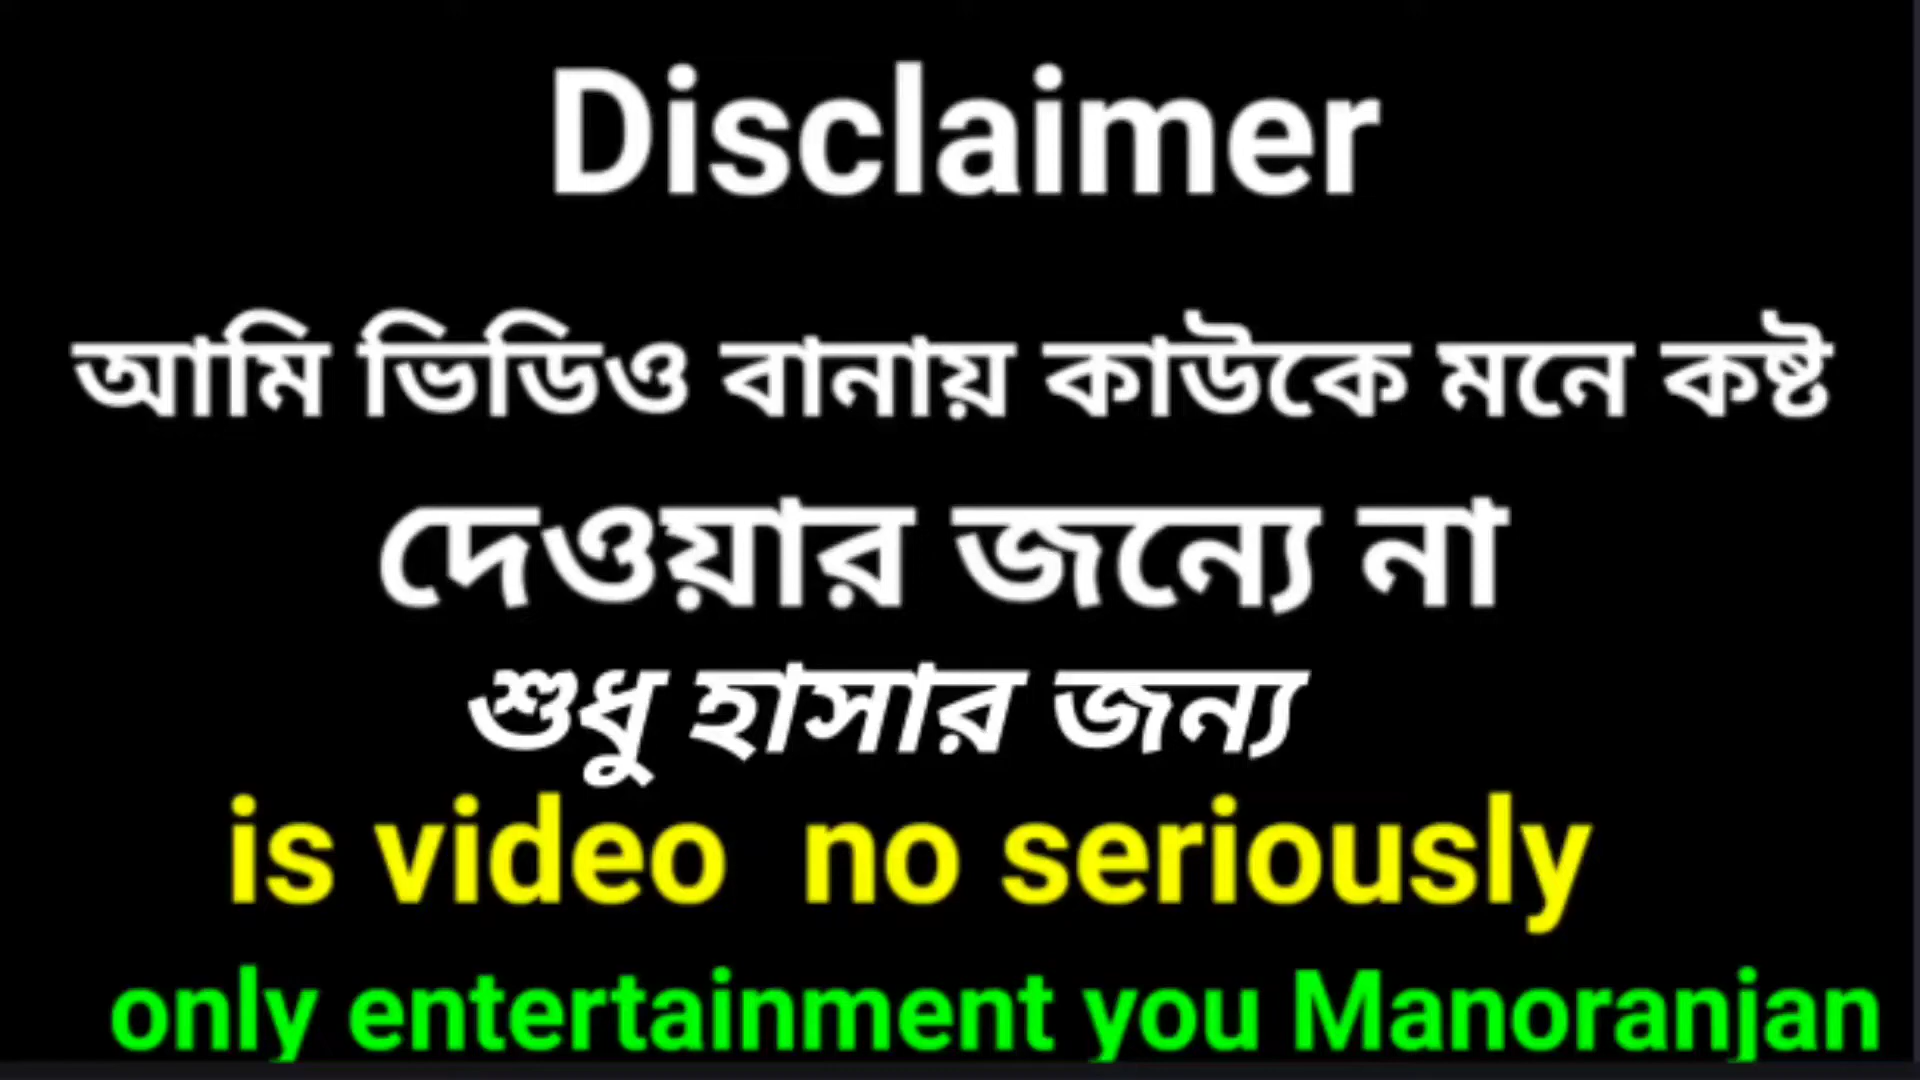 Disclaimer
আমি ভিডিও বানায় কাউকে মনে কষ্ট
দেওয়ার জন্যে না
শুধু হাসার জন্য
is video no seriously
only entertainment you Manoranjan